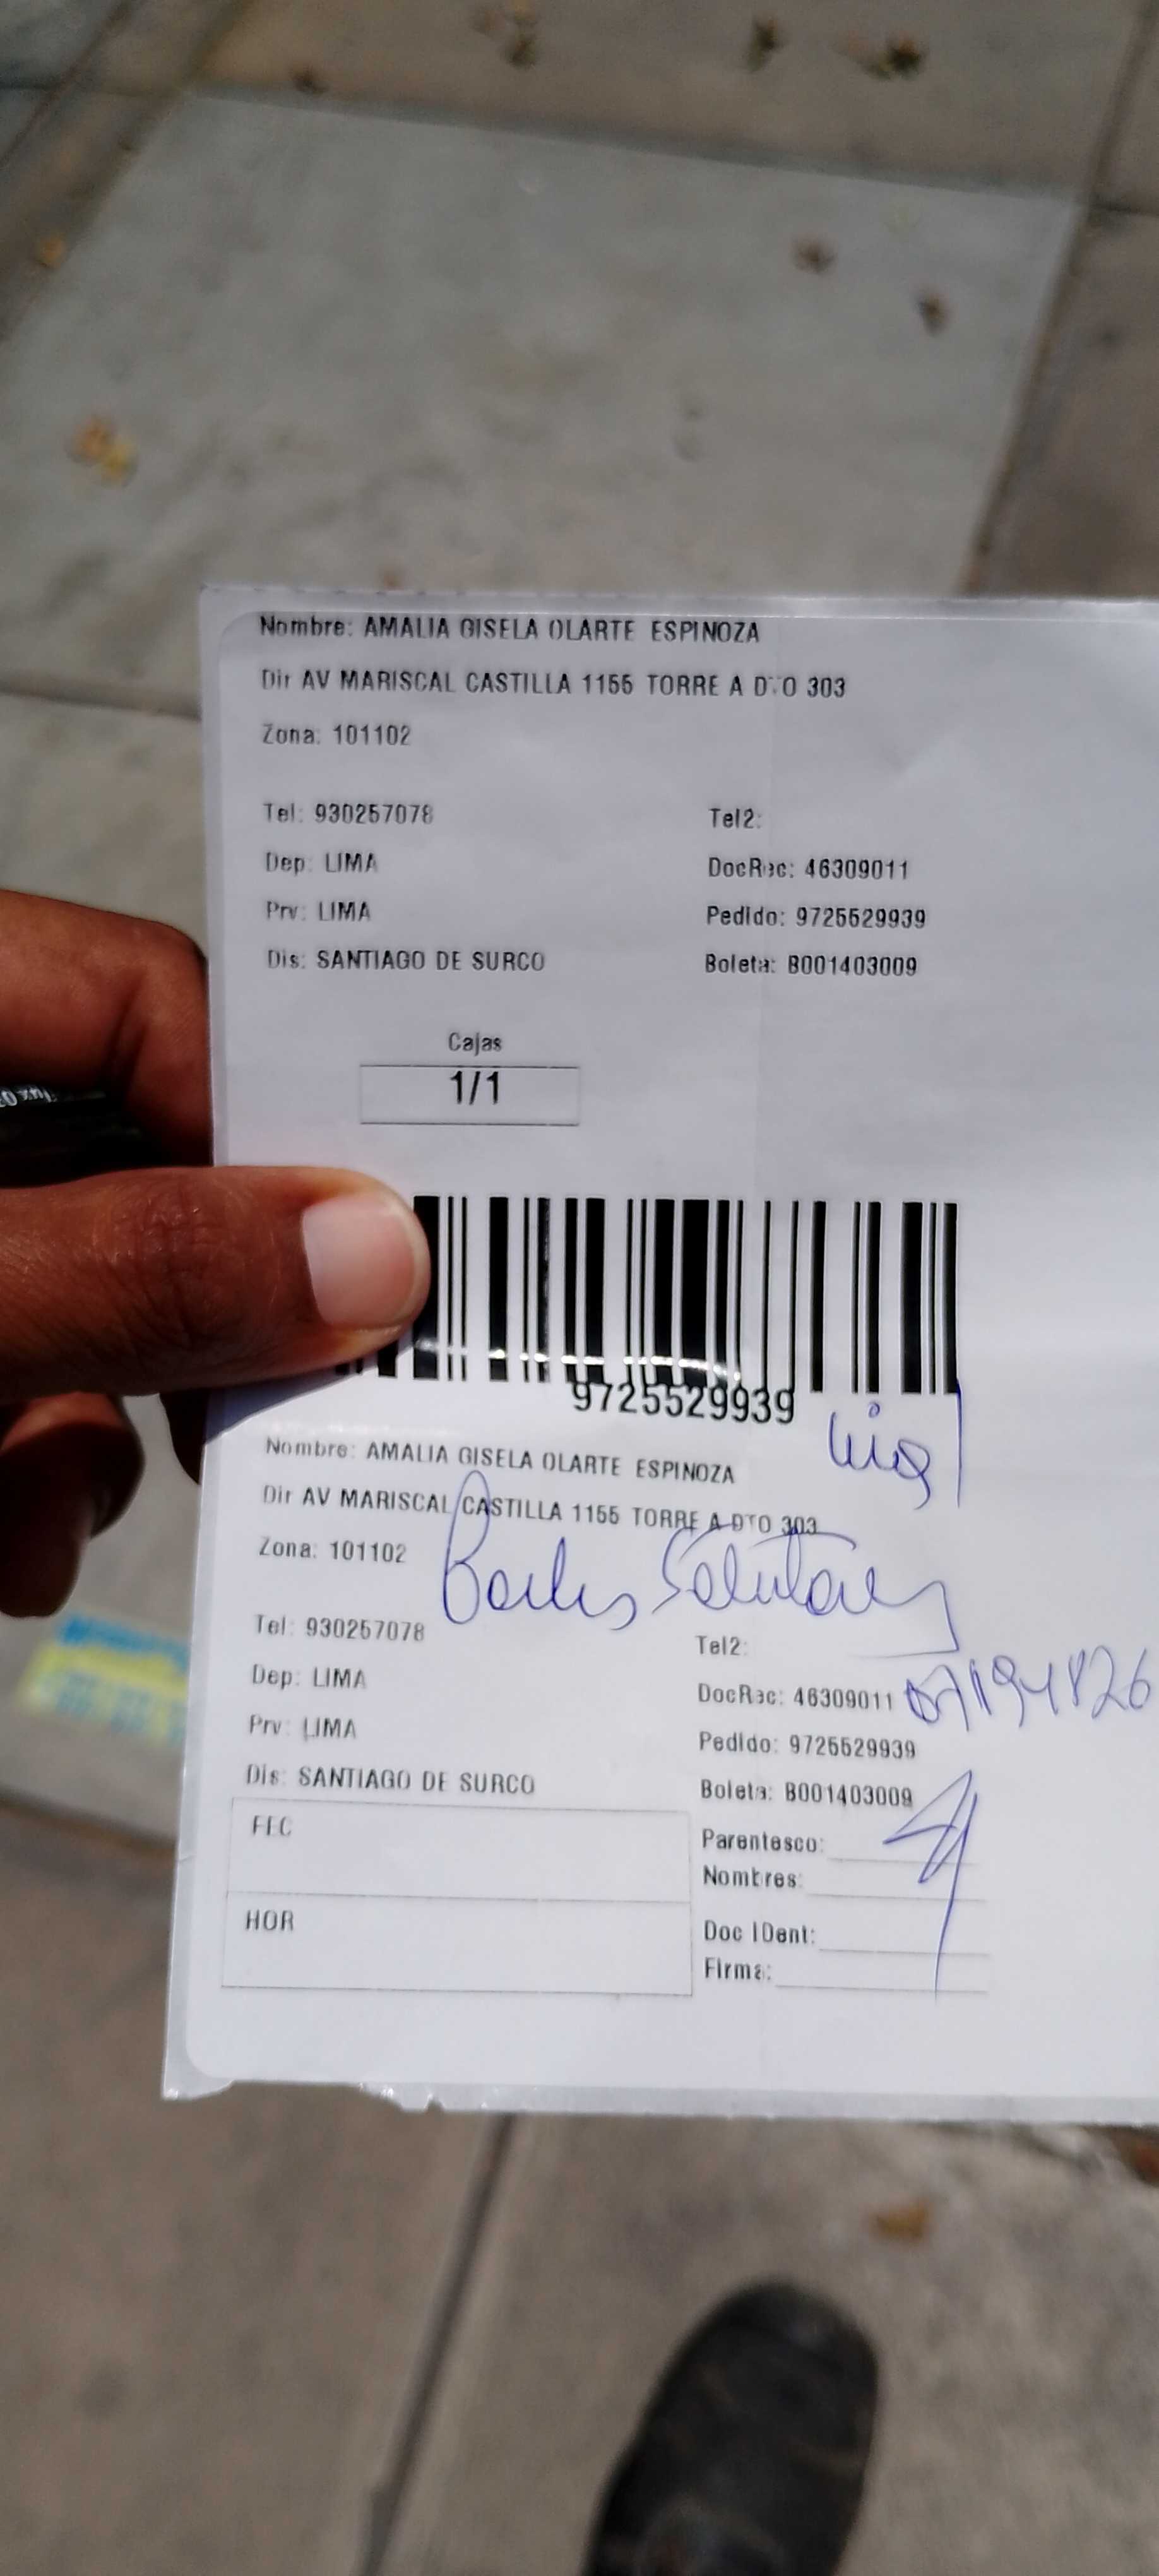 Nombre: AMALIA GISELA OLARTE ESPINOZA
Dir AV MARISCAL CASTILLA 1155 TORRE A DTO 303
Zona: 101102
Tel: 930257078 Tel2:
Dep: LIMA DocRec: 46309011
Prv: LIMA Pedido: 9725529939
Dis: SANTIAGO DE SURCO Boleta: B001403009
Cajas
1/1
9725529939
Nombre: AMALIA GISELA OLARTE ESPINOZA
Dir AV MARISCAL CASTILLA 1155 TORRE A DTO 303
Zona: 101102
Tel: 930257078 Tel2:
Dep: LIMA DocRec: 46309011 07194826
Prv: LIMA Pedido: 9725529939
Dis: SANTIAGO DE SURCO Boleta: B001403009
FEC Parentesco:
Nombres:
HOR Doc IDent:
Firma: